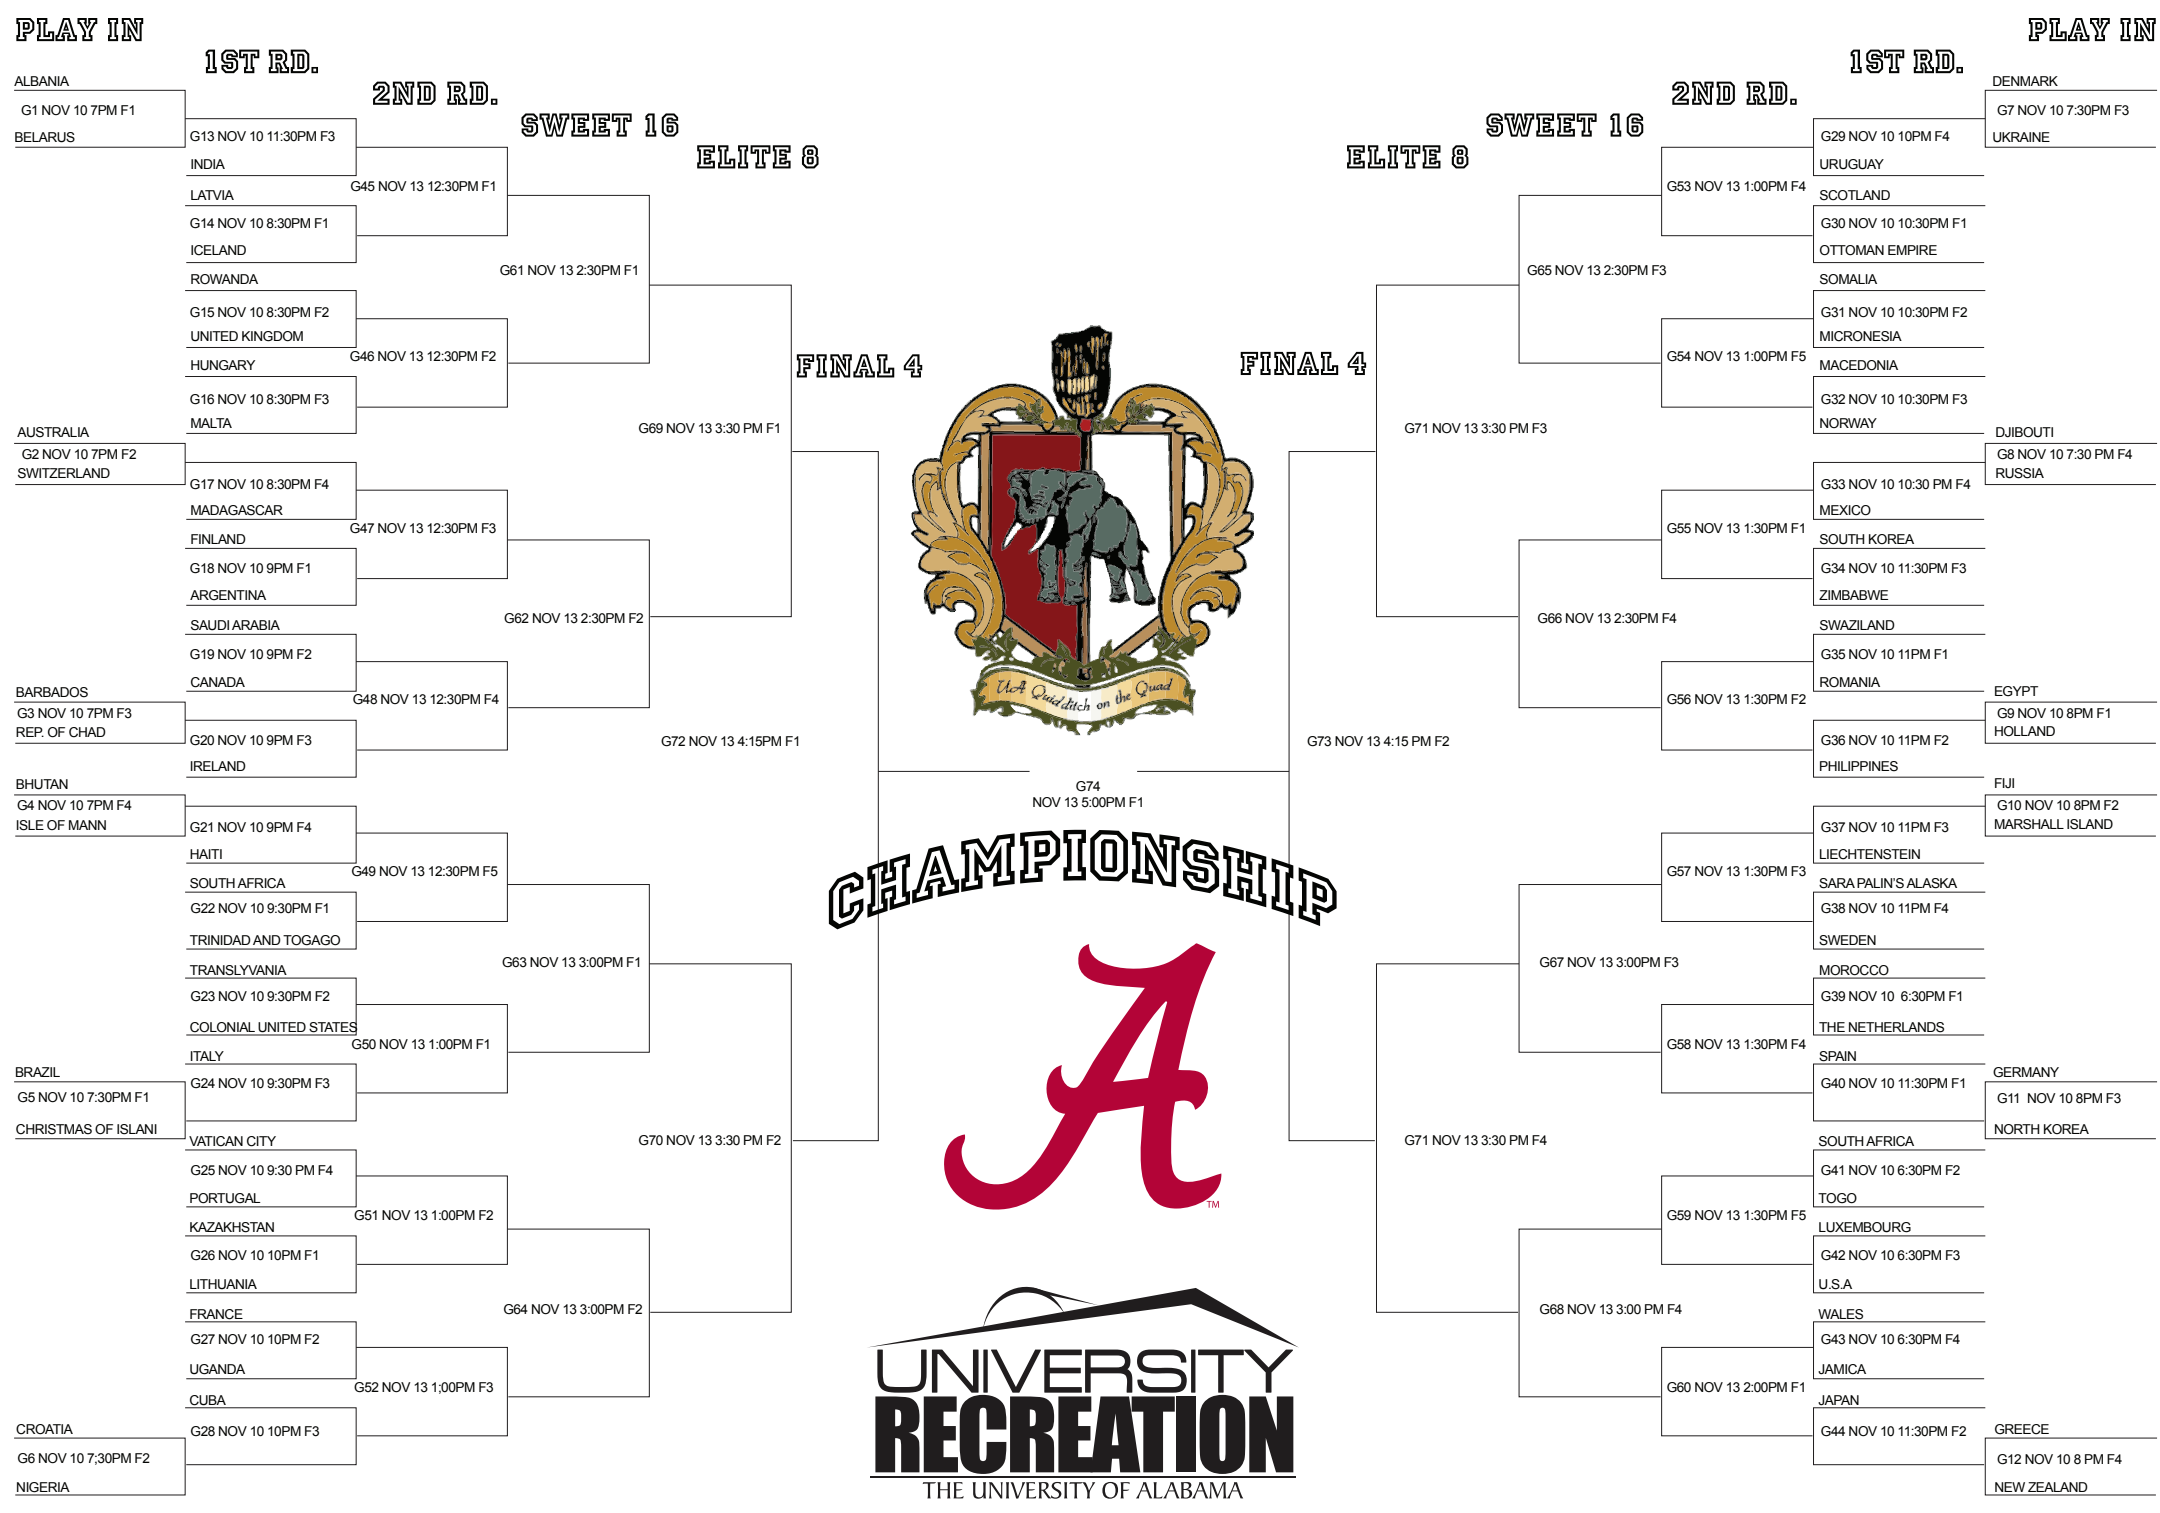 PLAY IN
1ST RD.
2ND RD.
SWEET 16
ELITE 8
FINAL 4
ALBANIA
G1 NOV 10 7PM F1
BELARUS
AUSTRALIA
G2 NOV 10 7PM F2
SWITZERLAND
BARBADOS
G3 NOV 10 7PM F3
REP. OF CHAD
BHUTAN
G4 NOV 10 7PM F4
ISLE OF MANN
BRAZIL
G5 NOV 10 7:30PM F1
CHRISTMAS OF ISLANI
CROATIA
G6 NOV 10 7;30PM F2
NIGERIA
G13 NOV 10 11:30PM F3
INDIA
LATVIA
G14 NOV 10 8:30PM F1
ICELAND
ROWANDA
G15 NOV 10 8:30PM F2
UNITED KINGDOM
HUNGARY
G16 NOV 10 8:30PM F3
MALTA
G17 NOV 10 8:30PM F4
MADAGASCAR
FINLAND
G18 NOV 10 9PM F1
ARGENTINA
SAUDI ARABIA
G19 NOV 10 9PM F2
CANADA
G20 NOV 10 9PM F3
IRELAND
G21 NOV 10 9PM F4
HAITI
SOUTH AFRICA
G22 NOV 10 9:30PM F1
TRINIDAD AND TOGAGO
TRANSLYVANIA
G23 NOV 10 9:30PM F2
COLONIAL UNITED STATES
ITALY
G24 NOV 10 9:30PM F3
VATICAN CITY
G25 NOV 10 9:30 PM F4
PORTUGAL
KAZAKHSTAN
G26 NOV 10 10PM F1
LITHUANIA
FRANCE
G27 NOV 10 10PM F2
UGANDA
CUBA
G28 NOV 10 10PM F3
G45 NOV 13 12:30PM F1
G46 NOV 13 12:30PM F2
G47 NOV 13 12:30PM F3
G48 NOV 13 12:30PM F4
G49 NOV 13 12:30PM F5
G50 NOV 13 1:00PM F1
G51 NOV 13 1:00PM F2
G52 NOV 13 1;00PM F3
G61 NOV 13 2:30PM F1
G62 NOV 13 2:30PM F2
G63 NOV 13 3:00PM F1
G64 NOV 13 3:00PM F2
G69 NOV 13 3:30 PM F1
G70 NOV 13 3:30 PM F2
G72 NOV 13 4:15PM F1
UA Quidditch on the Quad
G74
NOV 13 5:00PM F1
CHAMPIONSHIP
A
TM
UNIVERSITY
RECREATION
THE UNIVERSITY OF ALABAMA
FINAL 4
ELITE 8
SWEET 16
2ND RD.
1ST RD.
PLAY IN
G73 NOV 13 4:15 PM F2
G71 NOV 13 3:30 PM F3
G71 NOV 13 3:30 PM F4
G65 NOV 13 2:30PM F3
G66 NOV 13 2:30PM F4
G67 NOV 13 3:00PM F3
G68 NOV 13 3:00 PM F4
G53 NOV 13 1:00PM F4
G54 NOV 13 1:00PM F5
G55 NOV 13 1:30PM F1
G56 NOV 13 1:30PM F2
G57 NOV 13 1:30PM F3
G58 NOV 13 1:30PM F4
G59 NOV 13 1:30PM F5
G60 NOV 13 2:00PM F1
G29 NOV 10 10PM F4
URUGUAY
SCOTLAND
G30 NOV 10 10:30PM F1
OTTOMAN EMPIRE
SOMALIA
G31 NOV 10 10:30PM F2
MICRONESIA
MACEDONIA
G32 NOV 10 10:30PM F3
NORWAY
G33 NOV 10 10:30 PM F4
MEXICO
SOUTH KOREA
G34 NOV 10 11:30PM F3
ZIMBABWE
SWAZILAND
G35 NOV 10 11PM F1
ROMANIA
G36 NOV 10 11PM F2
PHILIPPINES
G37 NOV 10 11PM F3
LIECHTENSTEIN
SARA PALIN'S ALASKA
G38 NOV 10 11PM F4
SWEDEN
MOROCCO
G39 NOV 10 6:30PM F1
THE NETHERLANDS
SPAIN
G40 NOV 10 11:30PM F1
SOUTH AFRICA
G41 NOV 10 6:30PM F2
TOGO
LUXEMBOURG
G42 NOV 10 6:30PM F3
U.S.A
WALES
G43 NOV 10 6:30PM F4
JAMICA
JAPAN
G44 NOV 10 11:30PM F2
DENMARK
G7 NOV 10 7:30PM F3
UKRAINE
DJIBOUTI
G8 NOV 10 7:30 PM F4
RUSSIA
EGYPT
G9 NOV 10 8PM F1
HOLLAND
FIJI
G10 NOV 10 8PM F2
MARSHALL ISLAND
GERMANY
G11 NOV 10 8PM F3
NORTH KOREA
GREECE
G12 NOV 10 8 PM F4
NEW ZEALAND